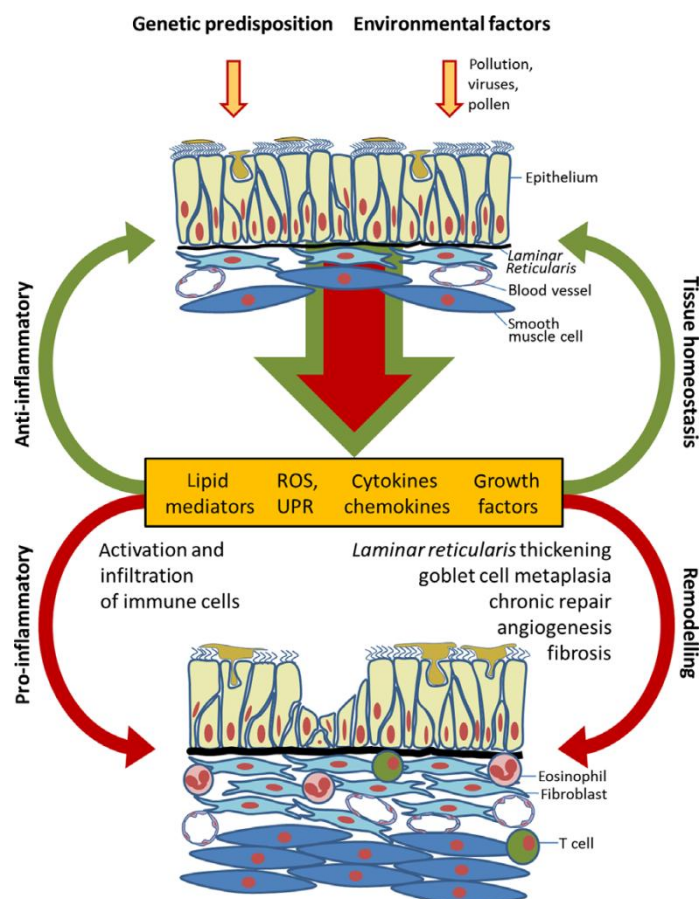 Genetic predisposition
Environmental factors
Pollution,
viruses,
pollen
Epithelium
Laminar
Reticularis
Blood vessel
Smooth
muscle cell
Anti-inflammatory
Tissue homeostasis
Lipid
mediators
ROS,
UPR
Cytokines
chemokines
Growth
factors
Pro-inflammatory
Activation and
infiltration
of immune cells
Laminar reticularis thickening
goblet cell metaplasia
chronic repair
angiogenesis
fibrosis
Remodelling
Eosinophil
Fibroblast
T cell